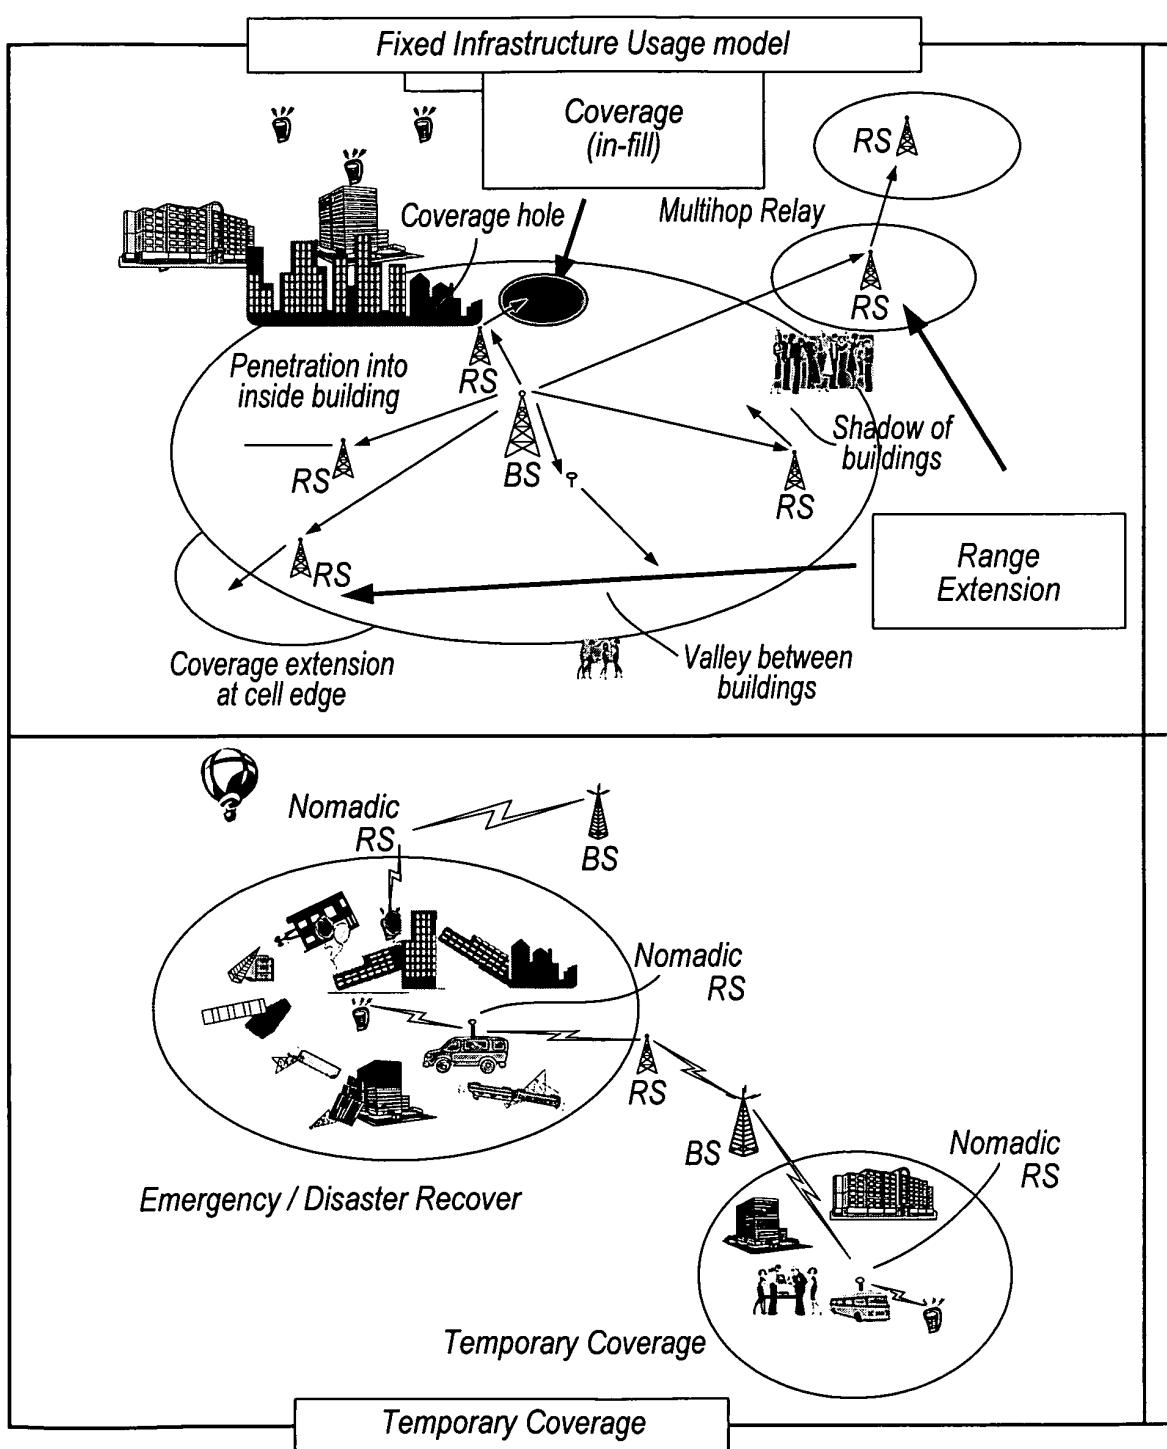 Fixed Infrastructure Usage model
Coverage
(in-fill)
RS
Coverage hole
Multihop Relay
RS
Penetration into
inside building
RS
Shadow of
buildings
RS
BS
RS
RS
Range
Extension
Coverage extension
at cell edge
Valley between
buildings
Nomadic
RS
BS
Nomadic
RS
RS
BS
Nomadic
RS
Emergency / Disaster Recover
Temporary Coverage
Temporary Coverage